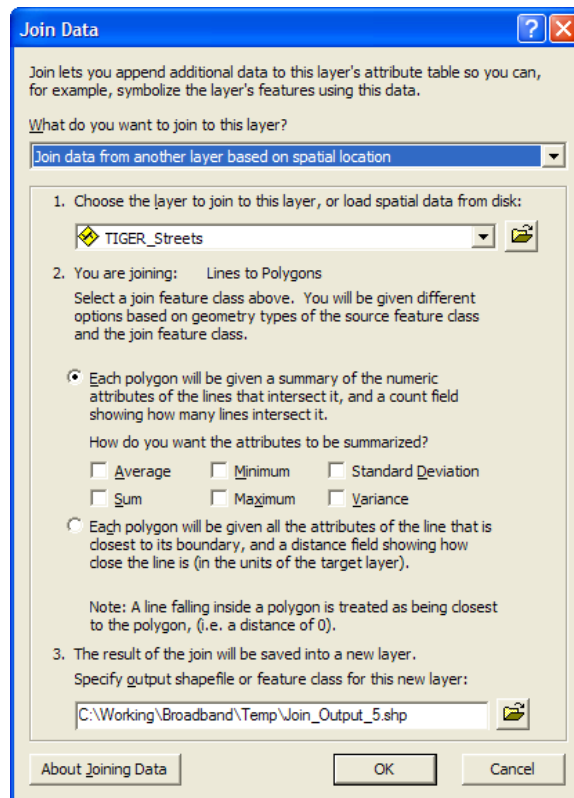 Join Data
Join lets you append additional data to this layer's attribute table so you can,
for example, symbolize the layer's features using this data.
What do you want to join to this layer?
Join data from another layer based on spatial location
1. Choose the layer to join to this layer, or load spatial data from disk:
TIGER_Streets
2. You are joining: Lines to Polygons
Select a join feature class above. You will be given different
options based on geometry types of the source feature class
and the join feature class.
Each polygon will be given a summary of the numeric
attributes of the lines that intersect it, and a count field
showing how many lines intersect it.
How do you want the attributes to be summarized?
Average Minimum Standard Deviation
Sum Maximum Variance
Each polygon will be given all the attributes of the line that is
closest to its boundary, and a distance field showing how
close the line is (in the units of the target layer).
Note: A line falling inside a polygon is treated as being closest
to the polygon, (i.e. a distance of 0).
3. The result of the join will be saved into a new layer.
Specify output shapefile or feature class for this new layer:
C:\Working\Broadband\Temp\Join_Output_5.shp
About Joining Data OK Cancel